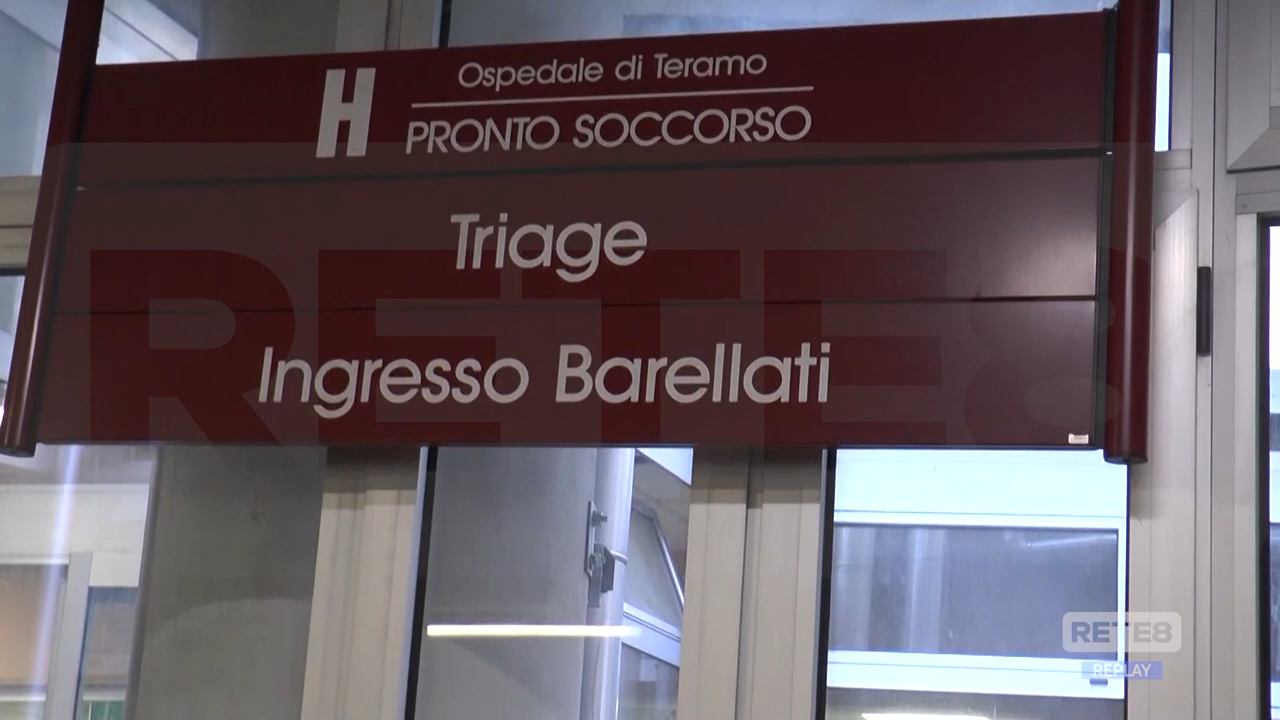 H
Ospedale di Teramo
PRONTO SOCCORSO
Triage
Ingresso Barellati
RETE8
RETE8
REPLAY